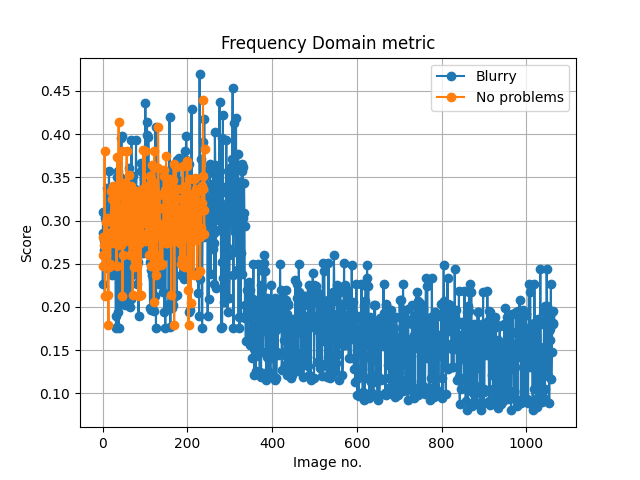 Frequency Domain metric
Blurry
No problems
0.45
0.40
0.35
0.30
0.25
0.20
0.15
0.10
Score
0 200 400 600 800 1000
Image no.